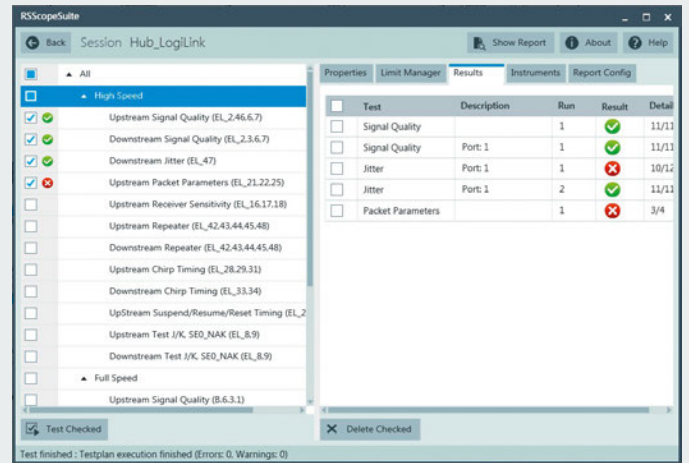 RSScopeSuite
Back Session Hub_LogiLink Show Report About Help
All
High Speed
Upstream Signal Quality (EL_2,46.6,7)
Downstream Signal Quality (EL_2,3,6,7)
Downstream Jitter (EL_47)
Upstream Packet Parameters (EL_21,22,25)
Upstream Receiver Sensitivity (EL_16,17,18)
Upstream Repeater (EL_42,43,44,45,48)
Downstream Repeater (EL_42,43,44,45,48)
Upstream Chirp Timing (EL_28,29,31)
Downstream Chirp Timing (EL_33,34)
UpStream Suspend/Resume/Reset Timing (EL_2
Upstream Test J/K, SE0_NAK (EL_8,9)
Downstream Test J/K, SE0_NAK (EL_8,9)
Full Speed
Upstream Signal Quality (B.6.3.1)
Test Checked
Properties Limit Manager Results Instruments Report Config
Test Description Run Result Detail
Signal Quality 1 11/11
Signal Quality Port: 1 1 11/11
Jitter Port: 1 1 10/12
Jitter Port: 1 2 11/11
Packet Parameters 1 3/4
Delete Checked
Test finished : Testplan execution finished (Errors: 0, Warnings: 0)